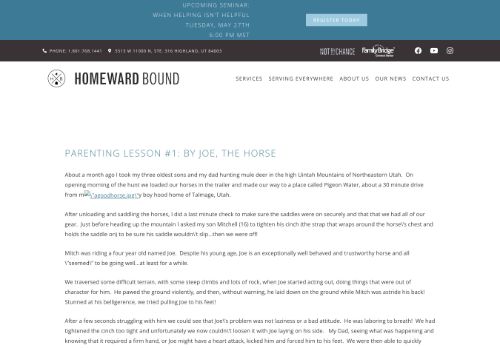 UPCOMING SEMINAR:
WHEN HELPING ISN'T HELPFUL
TUESDAY, MAY 27TH
6:00 PM MST
REGISTER TODAY
PHONE: 1.801.768.1441
5513 W 11000 N, STE. 316 HIGHLAND, UT 84003
NOT BY CHANCE
FamilyBridge
HOMEWARD BOUND
SERVICES
SERVING EVERYWHERE
ABOUT US
OUR NEWS
CONTACT US
PARENTING LESSON #1: BY JOE, THE HORSE
About a month ago I took my three oldest sons and my dad hunting mule deer in the high Uintah Mountains of Northeastern Utah.  On
opening morning of the hunt we loaded our horses in the trailer and made our way to a place called Pigeon Water, about a 30 minute drive
from m\"agoodhorse.jpg\"y boy hood home of Talmage, Utah.
After unloading and saddling the horses, I did a last minute check to make sure the saddles were on securely and that that we had all of our
gear.  Just before heading up the mountain I asked my son Mitchell (16) to tighten his cinch (the strap that wraps around the horse\'s chest and
holds the saddle on) to be sure his saddle wouldn\'t slip...then we were off!
Mitch was riding a four year old named Joe.  Despite his young age, Joe is an exceptionally well behaved and trustworthy horse and all
\"seemed\" to be going well...at least for a while.
We traversed some difficult terrain, with some steep climbs and lots of rock, when Joe started acting out, doing things that were out of
character for him.  He pawed the ground violently, and then, without warning, he laid down on the ground while Mitch was astride his back!
Stunned at his belligerence, we tried pulling Joe to his feet!
After a few seconds struggling with him we could see that Joe's problem was not laziness or a bad attitude.  He was laboring to breath!  We had
tightened the cinch too tight and unfortunately we now couldn't loosen it with Joe laying on his side.   My Dad, seeing what was happening and
knowing that it required a firm hand, or Joe might have a heart attack, kicked him and forced him to his feet.  We were then able to quickly